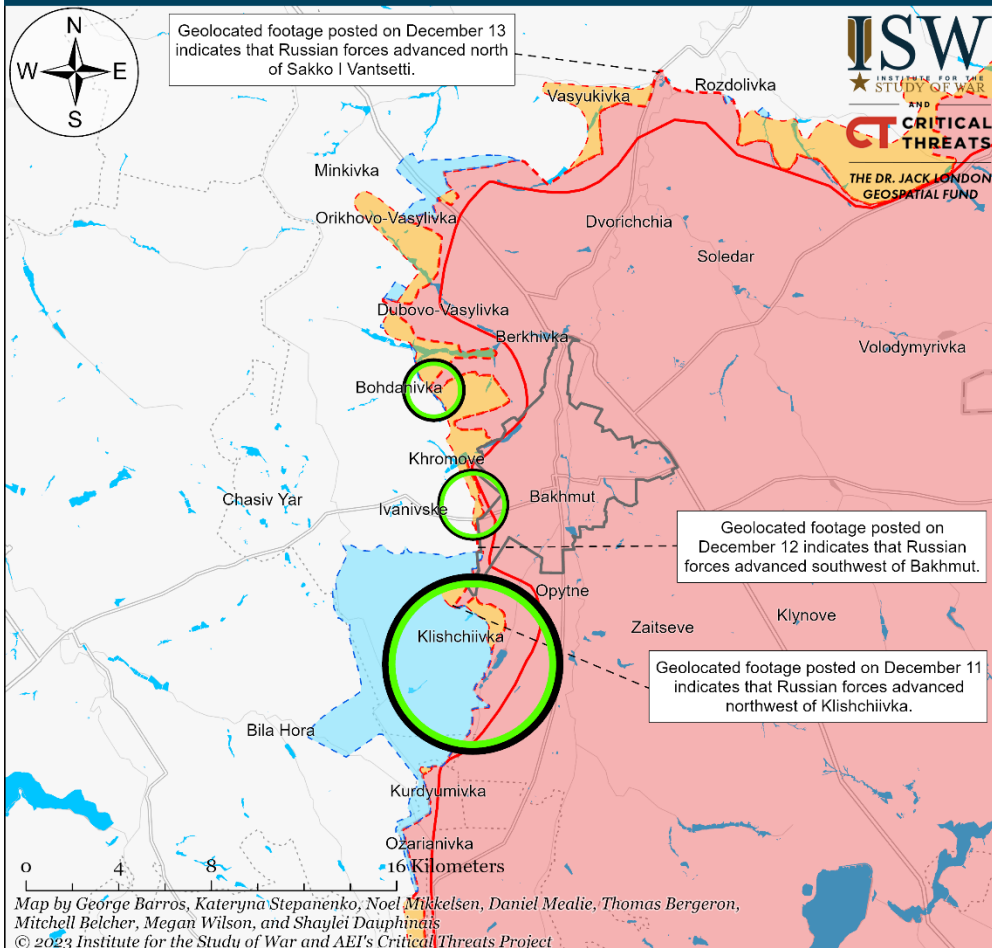 N
W
E
S
Geolocated footage posted on December 13
indicates that Russian forces advanced north
of Sakko I Vantsetti.
ISW
INSTITUTE FOR THE
STUDY OF WAR
AND
CT CRITICAL
THREATS
THE DR. JACK LONDON
GEOSPATIAL FUND
Vasyukivka
Rozdolivka
Minkivka
Orikhovo-Vasylivka
Dvorichchia
Soledar
Dubovo-Vasylivka
Berkhivka
Volodymyrivka
Bohdanivka
Khromove
Chasiv Yar
Ivanivske
Bakhmut
Geolocated footage posted on
December 12 indicates that Russian
forces advanced southwest of Bakhmut.
Opytne
Klishchiivka
Zaitseve
Klynove
Geolocated footage posted on December 11
indicates that Russian forces advanced
northwest of Klishchiivka.
Bila Hora
Kurdyumivka
Ozarianivka
0 4 8 16 Kilometers
Map by George Barros, Kateryna Stepanenko, Noel Mikkelsen, Daniel Mealie, Thomas Bergeron,
Mitchell Belcher, Megan Wilson, and Shaylei Dauphinais
© 2023 Institute for the Study of War and AEI's Critical Threats Project